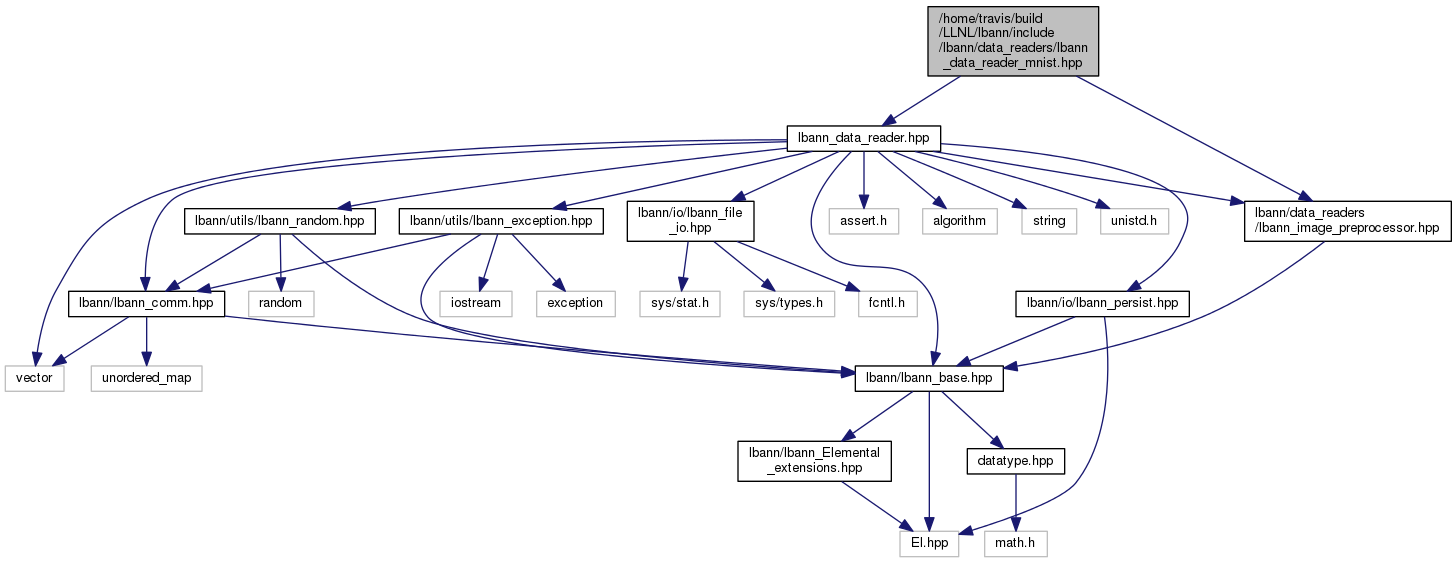 /home/travis/build
/LLNL/lbann/include
/lbann/data_readers/lbann
_data_reader_mnist.hpp
lbann_data_reader.hpp
lbann/utils/lbann_random.hpp
lbann/utils/lbann_exception.hpp
lbann/io/lbann_file
_io.hpp
assert.h
algorithm
string
unistd.h
lbann/data_readers
/lbann_image_preprocessor.hpp
lbann/lbann_comm.hpp
random
iostream
exception
sys/stat.h
sys/types.h
fcntl.h
lbann/io/lbann_persist.hpp
vector
unordered_map
lbann/lbann_base.hpp
lbann/lbann_Elemental
_extensions.hpp
datatype.hpp
El.hpp
math.h